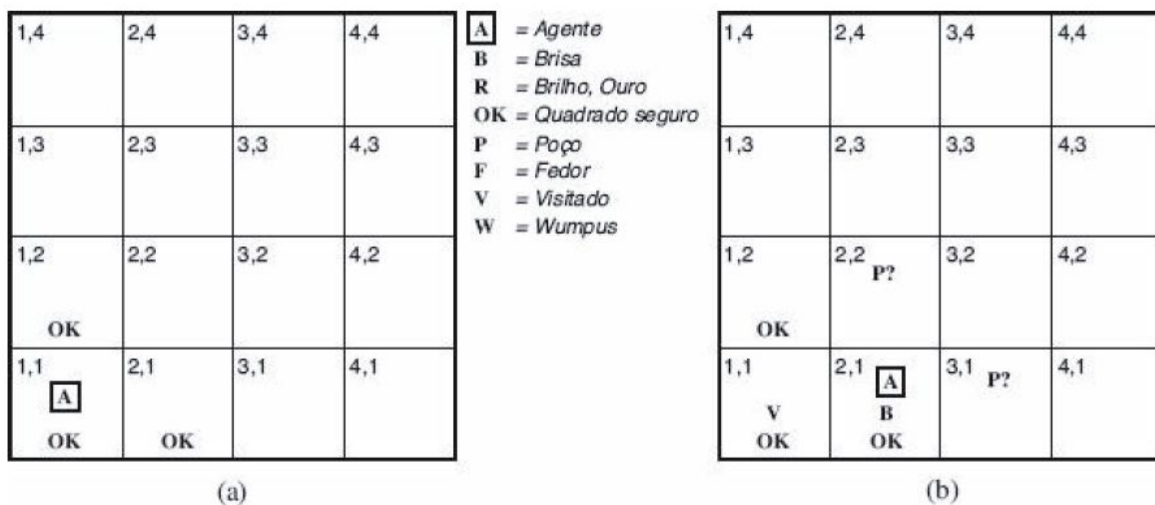 1,4 2,4 3,4 4,4
1,3 2,3 3,3 4,3
1,2 2,2 3,2 4,2
OK
1,1 2,1 3,1 4,1
A
OK OK
(a)
A = Agente
B = Brisa
R = Brilho, Ouro
OK = Quadrado seguro
P = Poço
F = Fedor
V = Visitado
W = Wumpus
1,4 2,4 3,4 4,4
1,3 2,3 3,3 4,3
1,2 2,2 3,2 4,2
P?
OK
1,1 2,1 3,1 4,1
A P?
V B
OK OK
(b)